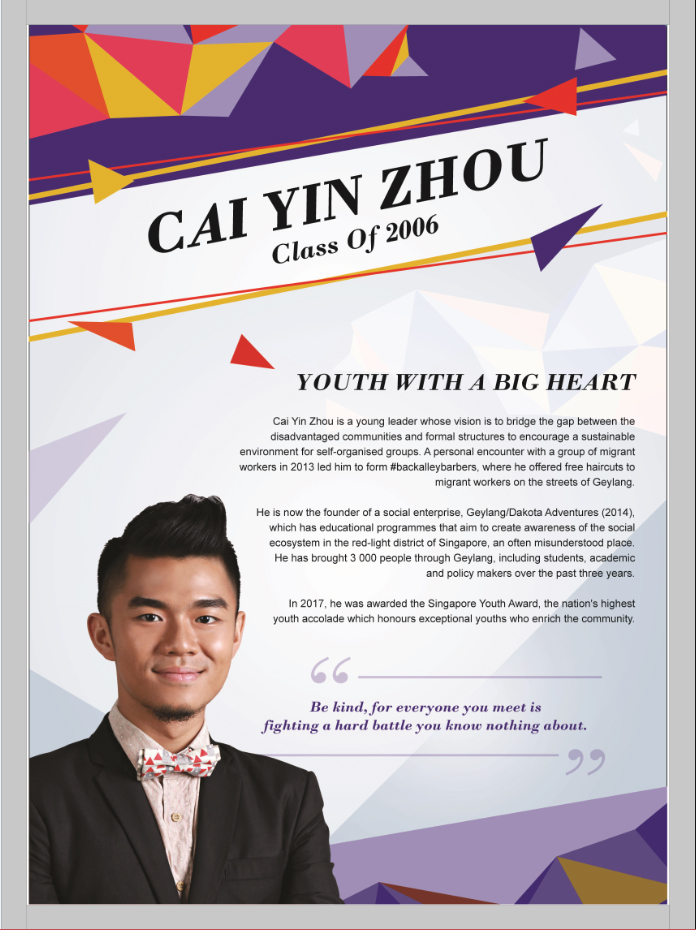 CAI YIN ZHOU
Class Of 2006
YOUTH WITH A BIG HEART
Cai Yin Zhou is a young leader whose vision is to bridge the gap between the
disadvantaged communities and formal structures to encourage a sustainable
environment for self-organised groups. A personal encounter with a group of migrant
workers in 2013 led him to form #backalleybarbers, where he offered free haircuts to
migrant workers on the streets of Geylang.
He is now the founder of a social enterprise, Geylang/Dakota Adventures (2014),
which has educational programmes that aim to create awareness of the social
ecosystem in the red-light district of Singapore, an often misunderstood place.
He has brought 3 000 people through Geylang, including students, academic
and policy makers over the past three years.
In 2017, he was awarded the Singapore Youth Award, the nation's highest
youth accolade which honours exceptional youths who enrich the community.
“
Be kind, for everyone you meet is
fighting a hard battle you know nothing about.
”